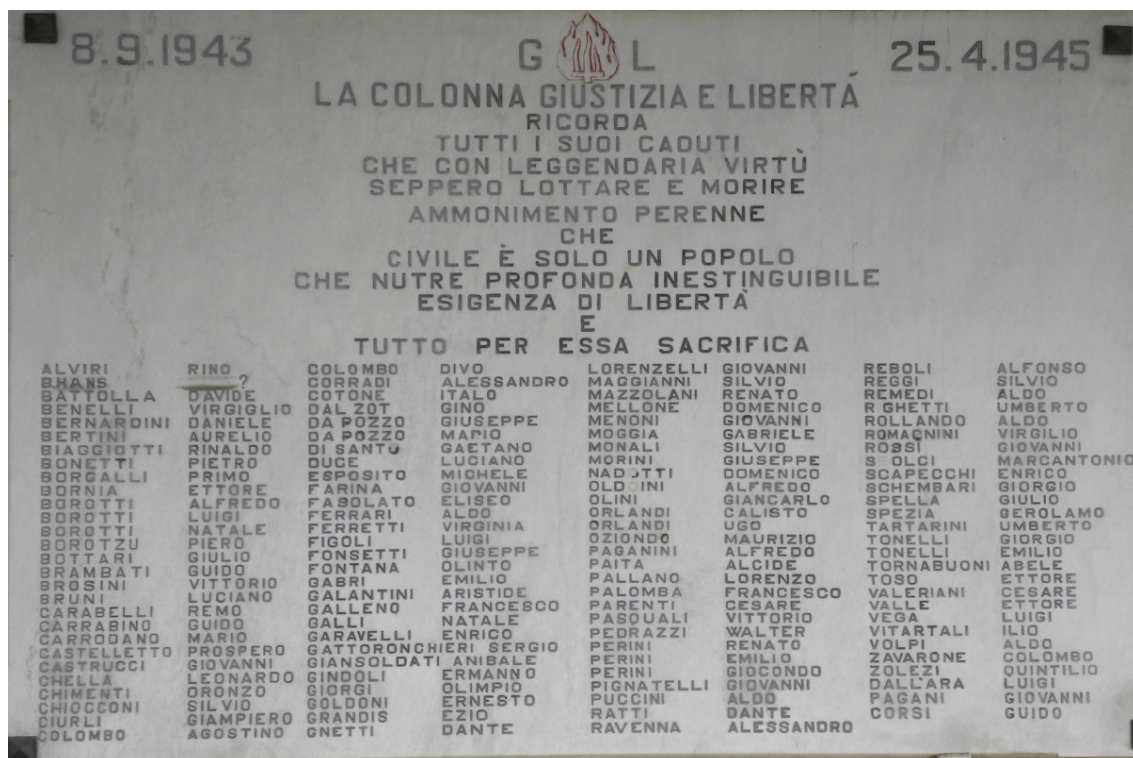 8.9.1943
G L
25.4.1945
LA COLONNA GIUSTIZIA E LIBERTÁ
RICORDA
TUTTI I SUOI CADUTI
CHE CON LEGGENDARIA VIRTÙ
SEPPERO LOTTARE E MORIRE
AMMONIMENTO PERENNE
CHE
CIVILE È SOLO UN POPOLO
CHE NUTRE PROFONDA INESTINGUIBILE
ESIGENZA DI LIBERTÀ
E
TUTTO PER ESSA SACRIFICA
ALVIRI RINO
B.HANS ?
BATTOLLA DAVIDE
BENELLI VIRGIGLIO
BERNARDINI DANIELE
BERTINI AURELIO
BIAGGIOTTI RINALDO
BONETTI PIETRO
BORGALLI PRIMO
BORNIA ETTORE
BOROTTI ALFREDO
BOROTTI LUIGI
BOROTTI NATALE
BOROTZU PIERO
BOTTARI GIULIO
BRAMBATI GUIDO
BROSINI VITTORIO
BRUNI LUCIANO
CARABELLI REMO
CARRABINO GUIDO
CARRODANO MARIO
CASTELLETTO PROSPERO
CASTRUCCI GIOVANNI
CHELLA LEONARDO
CHIMENTI ORONZO
CHIOCCONI SILVIO
CIURLI GIAMPIERO
COLOMBO AGOSTINO
COLOMBO DIVO
CORRADI ALESSANDRO
COTONE ITALO
DAL ZOT GINO
DA POZZO GIUSEPPE
DA POZZO MARIO
DI SANTO GAETANO
DUCE LUCIANO
ESPOSITO MICHELE
FARINA GIOVANNI
FASOLATO ELISEO
FERRARI ALDO
FERRETTI VIRGINIA
FIGOLI LUIGI
FONSETTI GIUSEPPE
FONTANA OLINTO
GABRI EMILIO
GALANTINI ARISTIDE
GALLENO FRANCESCO
GALLI NATALE
GARAVELLI ENRICO
GATTORONCHIERI SERGIO
GIANSOLDATI ANIBALE
GINDOLI ERMANNO
GIORGI OLIMPIO
GOLDONI ERNESTO
GRANDIS EZIO
GNETTI DANTE
LORENZELLI GIOVANNI
MAGGIANNI SILVIO
MAZZOLANI RENATO
MELLONE DOMENICO
MENONI GIOVANNI
MOGGIA GABRIELE
MONALI SILVIO
MORINI GIUSEPPE
NADOTTI DOMENICO
ALFREDO
OLINI GIANCARLO
ORLANDI CALISTO
ORLANDI UGO
OZIONDO MAURIZIO
PAGANINI ALFREDO
PAITA ALCIDE
PALLANO LORENZO
PALOMBA FRANCESCO
PARENTI CESARE
PASQUALI VITTORIO
PEDRAZZI WALTER
PERINI RENATO
PERINI EMILIO
PERINI GIOCONDO
PIGNATELLI GIOVANNI
PUCCINI ALDO
RATTI DANTE
RAVENNA ALESSANDRO
REBOLI ALFONSO
REGGI SILVIO
REMEDI ALDO
RIGHETTI UMBERTO
ROLLANDO ALDO
ROMAGNINI VIRGILIO
ROSSI GIOVANNI
MARCANTONIO
SCAPECCHI ENRICO
SCHEMBARI GIORGIO
SPELLA GIULIO
SPEZIA GEROLAMO
TARTARINI UMBERTO
TONELLI GIORGIO
TONELLI EMILIO
TORNABUONI ABELE
TOSO ETTORE
VALERIANI CESARE
VALLE ETTORE
VEGA LUIGI
VITARTALI ILIO
VOLPI ALDO
ZAVARONE COLOMBO
ZOLEZI QUINTILIO
DALL'ARA LUIGI
PAGANI GIOVANNI
CORSI GUIDO